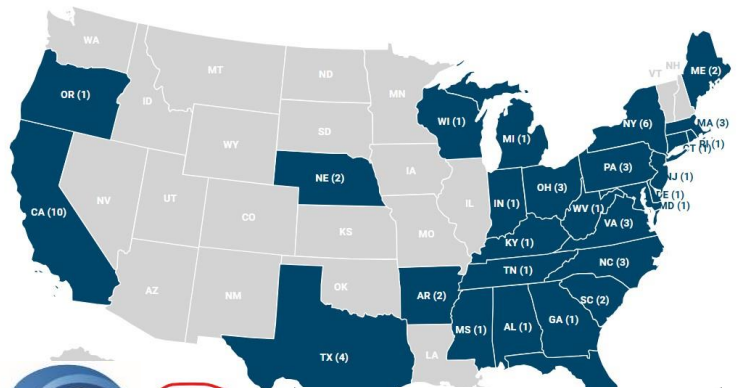 WA
MT
ND
MN
VT
NH
ME (2)
OR (1)
ID
SD
WI (1)
MI (1)
NY (6)
MA (3)
RI (1)
CT (1)
WY
IA
PA (3)
NJ (1)
NE (2)
NV
UT
CO
IL
IN (1)
OH (3)
DE (1)
MD (1)
WV (1)
VA (3)
CA (10)
KS
MO
KY (1)
NC (3)
TN (1)
AZ
NM
OK
AR (2)
SC (2)
MS (1)
AL (1)
GA (1)
TX (4)
LA